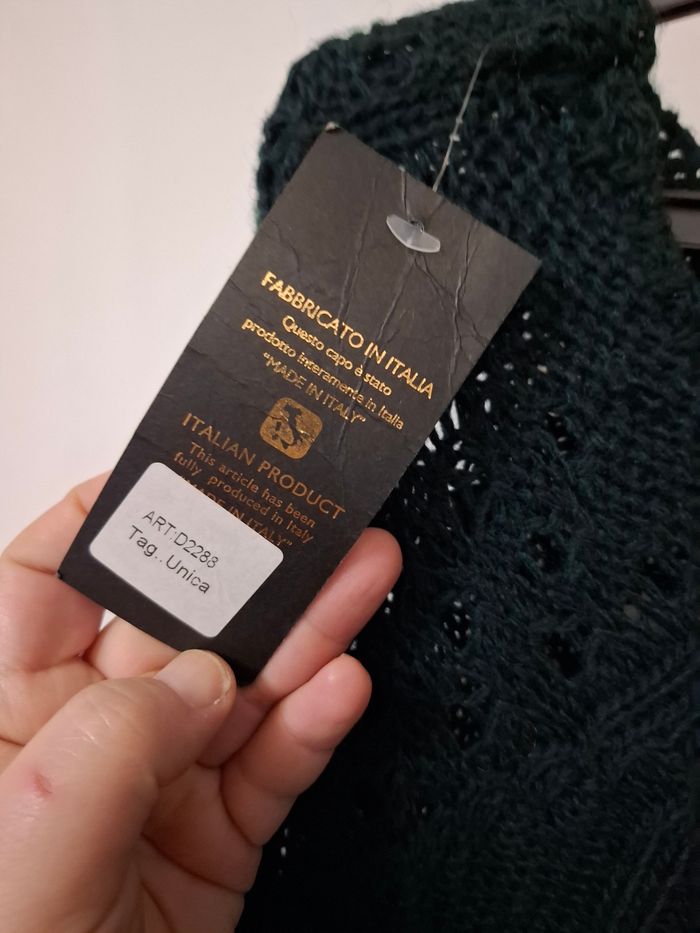 FABBRICATO IN ITALIA
Questo capo è stato
prodotto interamente in Italia
"MADE IN ITALY"
ITALIAN PRODUCT
This article has been
fully produced in Italy
"MADE IN ITALY"
ART:D2288
Tag..Unica